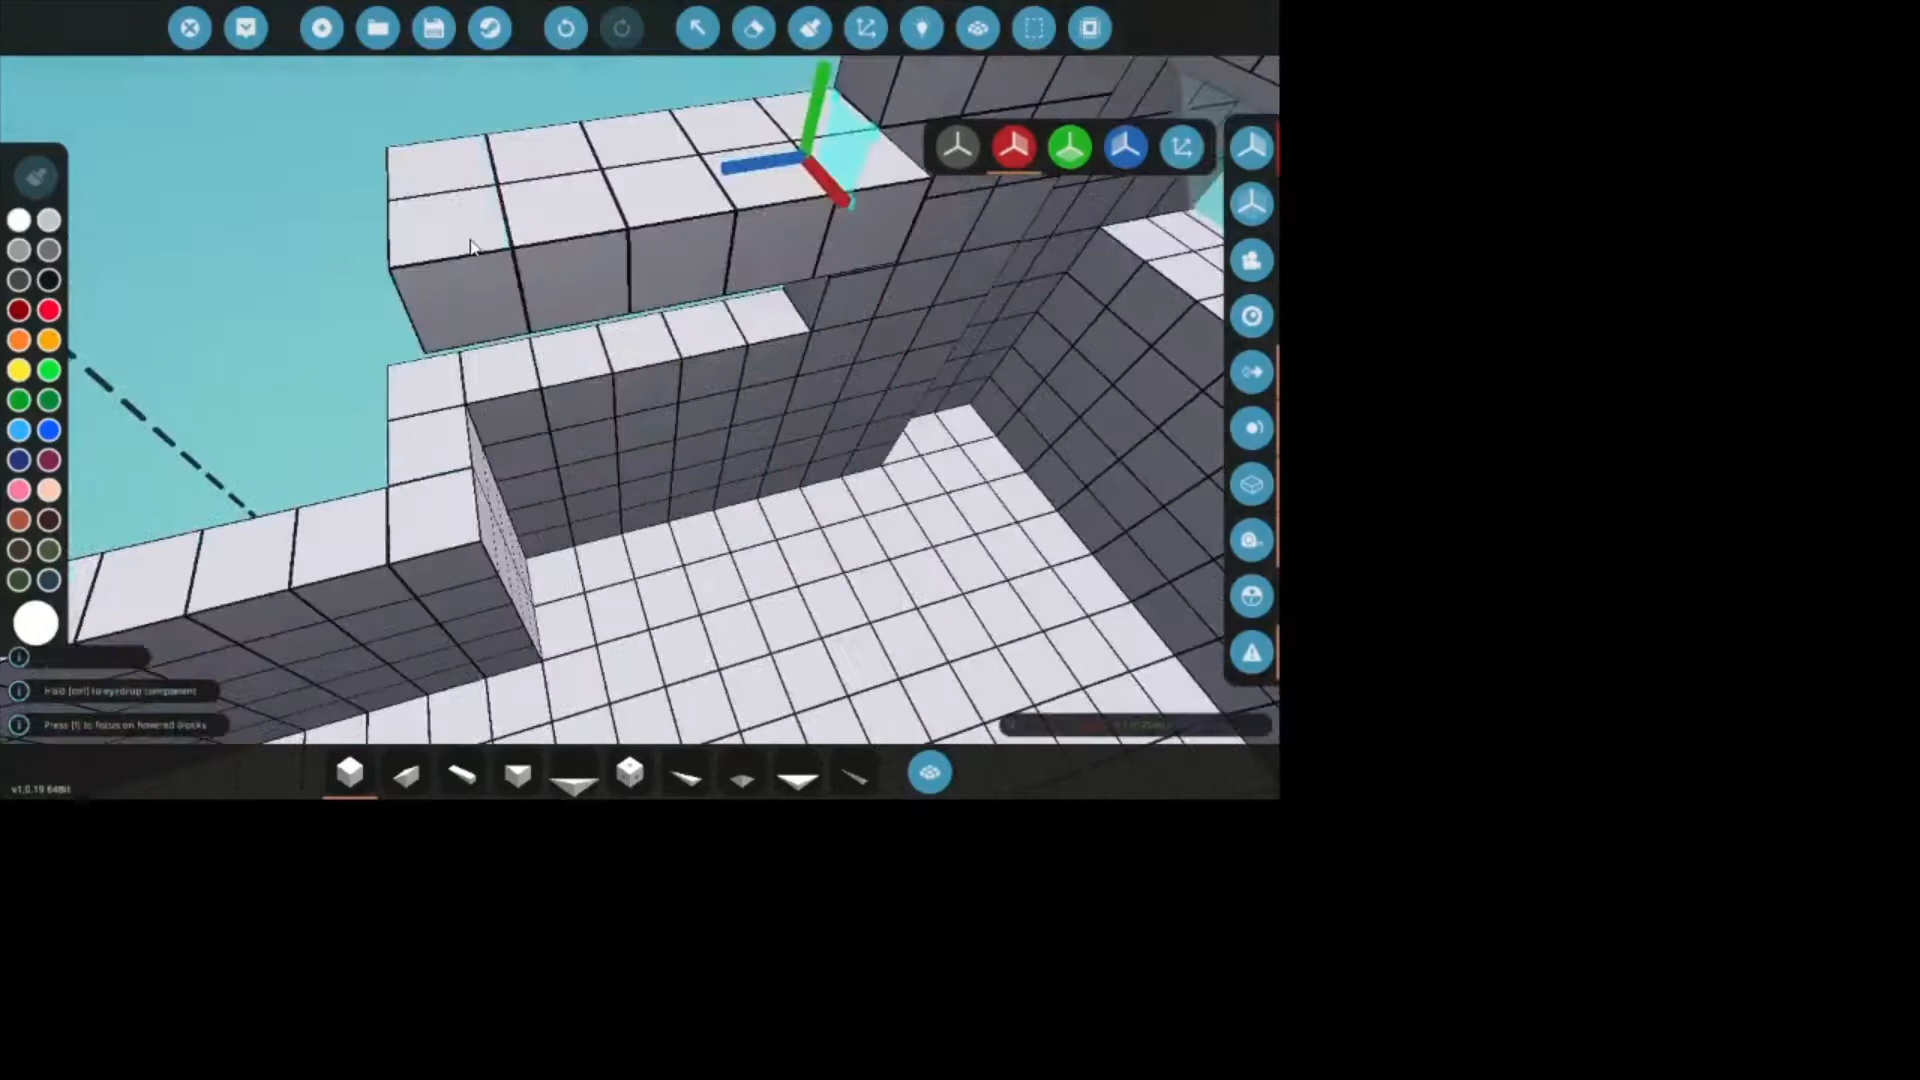 Hold [ctrl] to eyedrop component
Press [f] to focus on hovered blocks
v1.0.19 64Bit